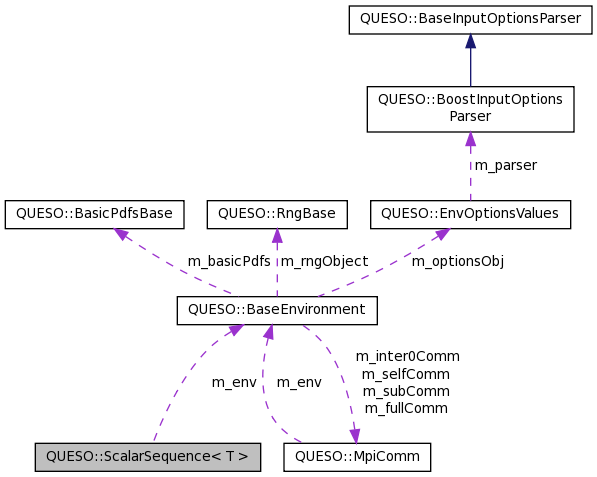 QUESO::BaseInputOptionsParser
QUESO::BoostInputOptions
Parser
m_parser
QUESO::BasicPdfsBase
QUESO::RngBase
QUESO::EnvOptionsValues
m_basicPdfs
m_rngObject
m_optionsObj
QUESO::BaseEnvironment
m_env
m_env
m_inter0Comm
m_selfComm
m_subComm
m_fullComm
QUESO::ScalarSequence< T >
QUESO::MpiComm